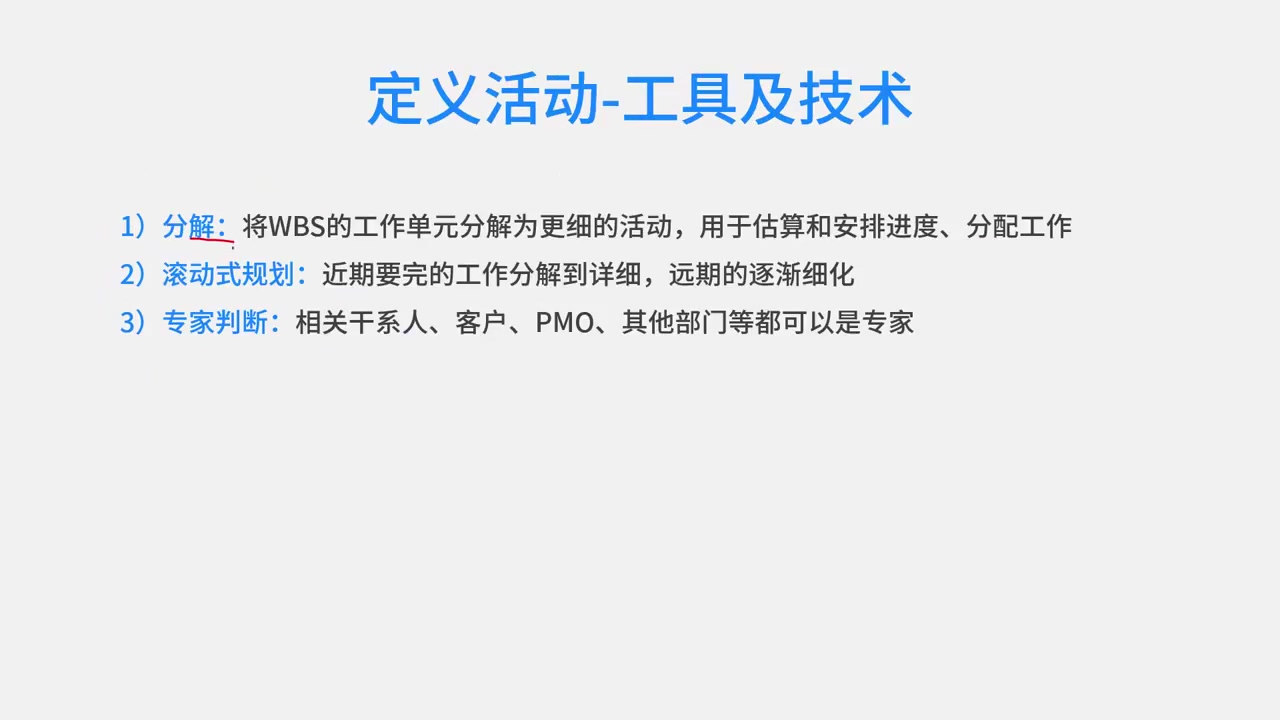 定义活动-工具及技术
1）分解：将WBS的工作单元分解为更细的活动，用于估算和安排进度、分配工作
2）滚动式规划：近期要完的工作分解到详细，远期的逐渐细化
3）专家判断：相关干系人、客户、PMO、其他部门等都可以是专家